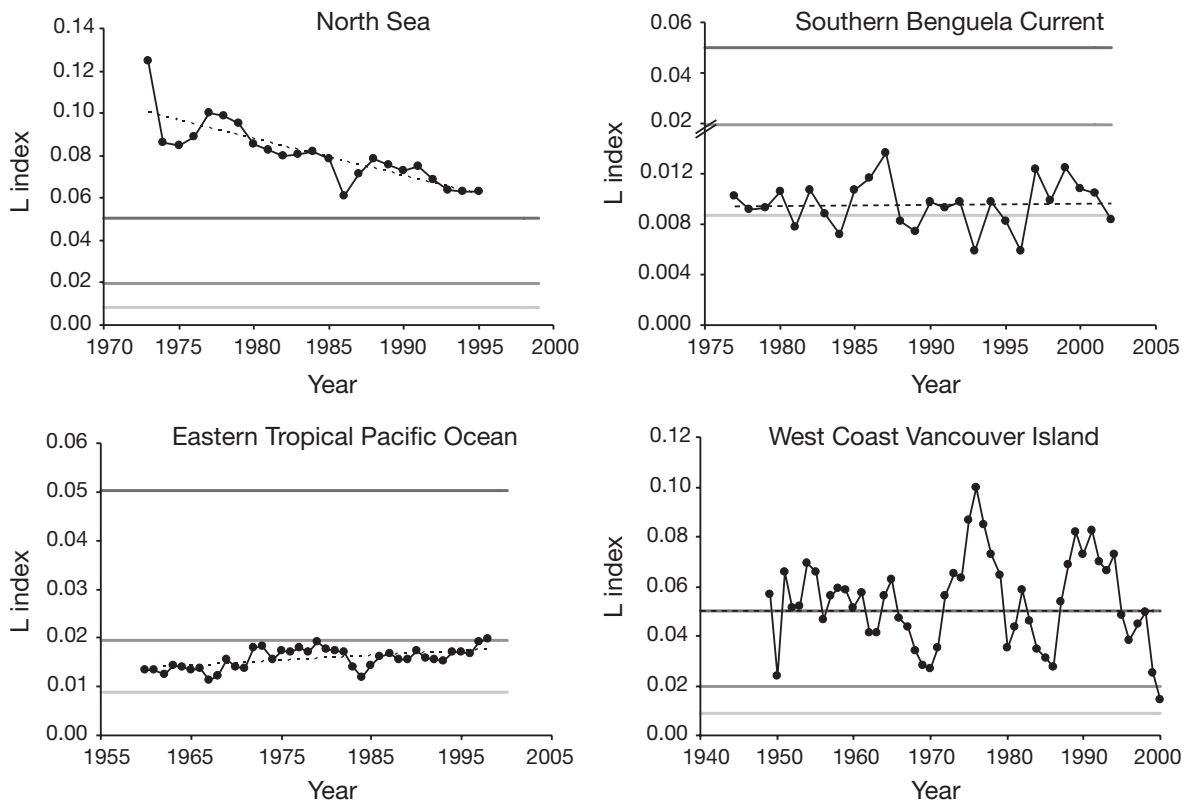 North Sea
0.14
0.12
0.10
0.08
0.06
0.04
0.02
0.00
L index
1970 1975 1980 1985 1990 1995 2000
Year
Southern Benguela Current
0.06
0.04
0.02
0.012
0.008
0.004
0.000
L index
1975 1980 1985 1990 1995 2000 2005
Year
Eastern Tropical Pacific Ocean
0.06
0.05
0.04
0.03
0.02
0.01
0.00
L index
1955 1965 1975 1985 1995 2005
Year
West Coast Vancouver Island
0.12
0.10
0.08
0.06
0.04
0.02
0.00
L index
1940 1950 1960 1970 1980 1990 2000
Year